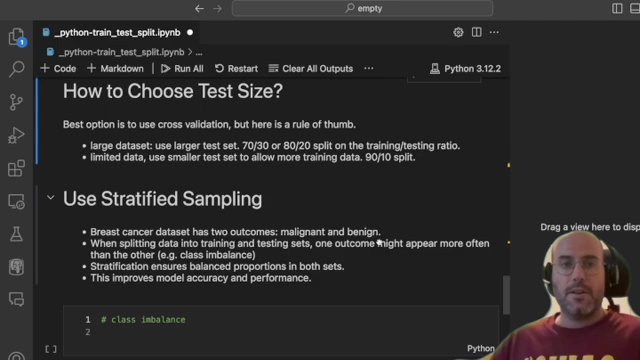 empty
_python-train_test_split.ipynb
_python-train_test_split.ipynb > ...
+ Code + Markdown Run All Restart Clear All Outputs ... Python 3.12.2
How to Choose Test Size?
Best option is to use cross validation, but here is a rule of thumb.
• large dataset: use larger test set. 70/30 or 80/20 split on the training/testing ratio.
• limited data, use smaller test set to allow more training data. 90/10 split.
Use Stratified Sampling
• Breast cancer dataset has two outcomes: malignant and benign.
• When splitting data into training and testing sets, one outcome might appear more often
than the other (e.g. class imbalance)
• Stratification ensures balanced proportions in both sets.
• This improves model accuracy and performance.
Drag a view here to disp
1 # class imbalance
2
[ ] Python
1